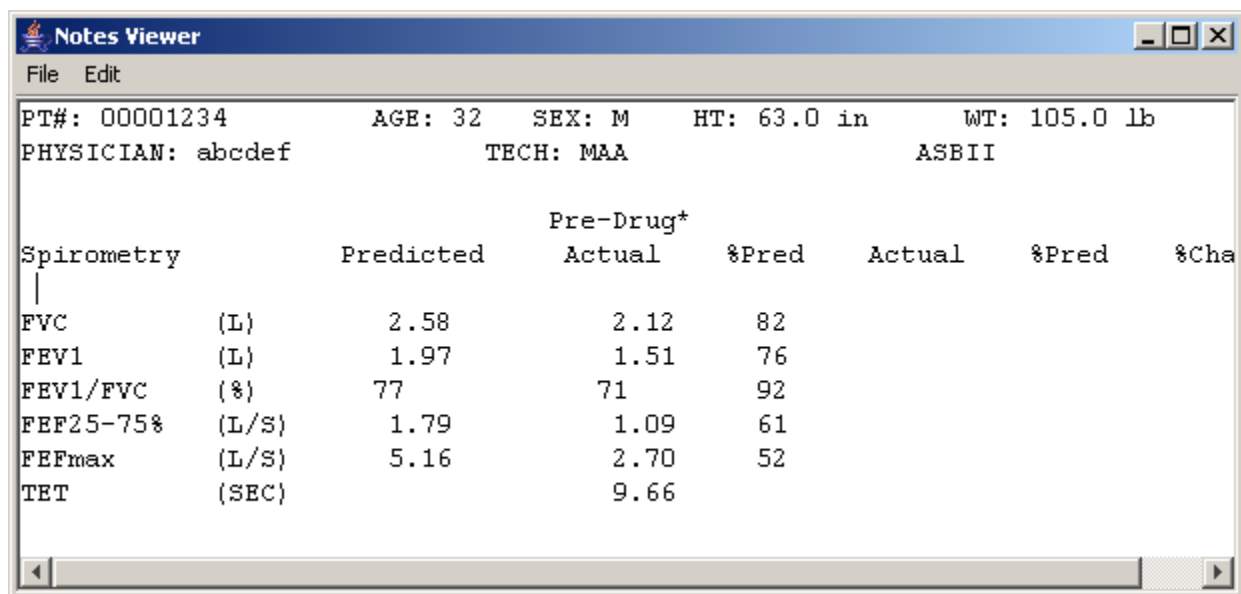 Notes Viewer
File Edit
PT#: 00001234 AGE: 32 SEX: M HT: 63.0 in WT: 105.0 lb
PHYSICIAN: abcdef TECH: MAA ASBII
Pre-Drug*
Spirometry Predicted Actual %Pred Actual %Pred %Cha
FVC (L) 2.58 2.12 82
FEV1 (L) 1.97 1.51 76
FEV1/FVC (%) 77 71 92
FEF25-75% (L/S) 1.79 1.09 61
FEFmax (L/S) 5.16 2.70 52
TET (SEC) 9.66